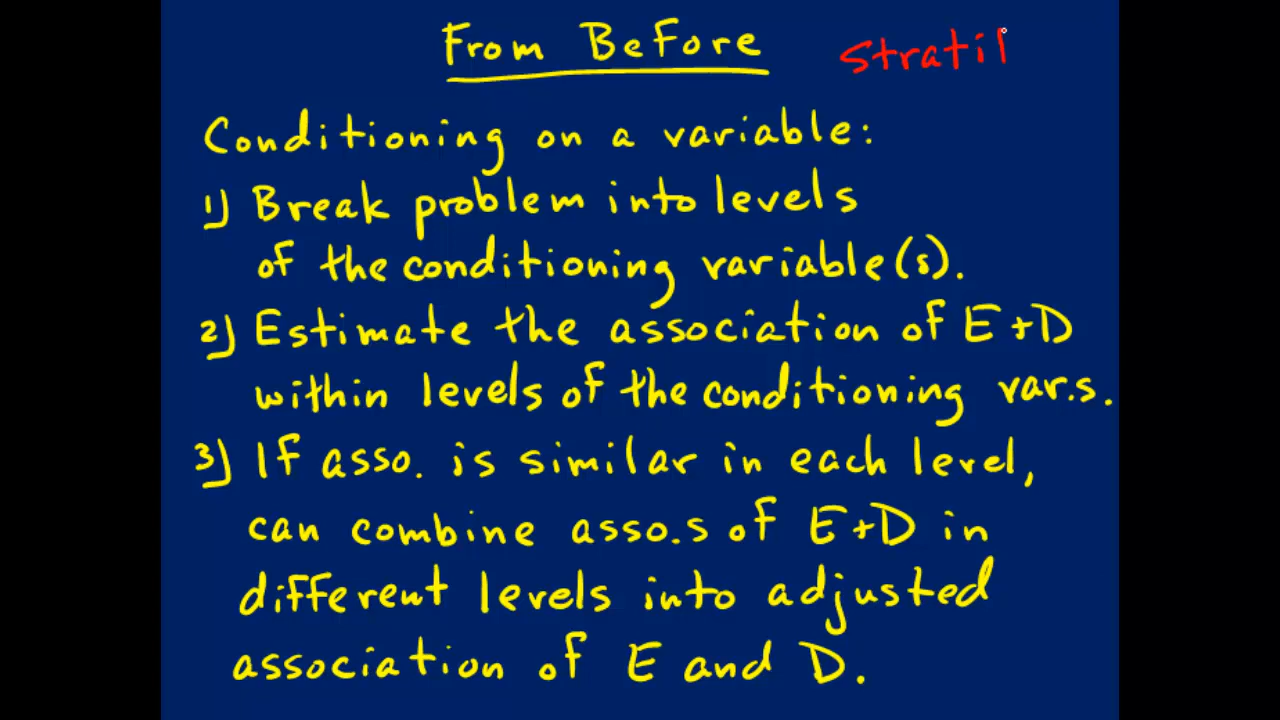 From Before
Strati
Conditioning on a variable:
1) Break problem into levels
of the conditioning variable(s).
2) Estimate the association of E+D
within levels of the conditioning var.s.
3) If asso. is similar in each level,
can combine asso.s of E+D in
different levels into adjusted
association of E and D.